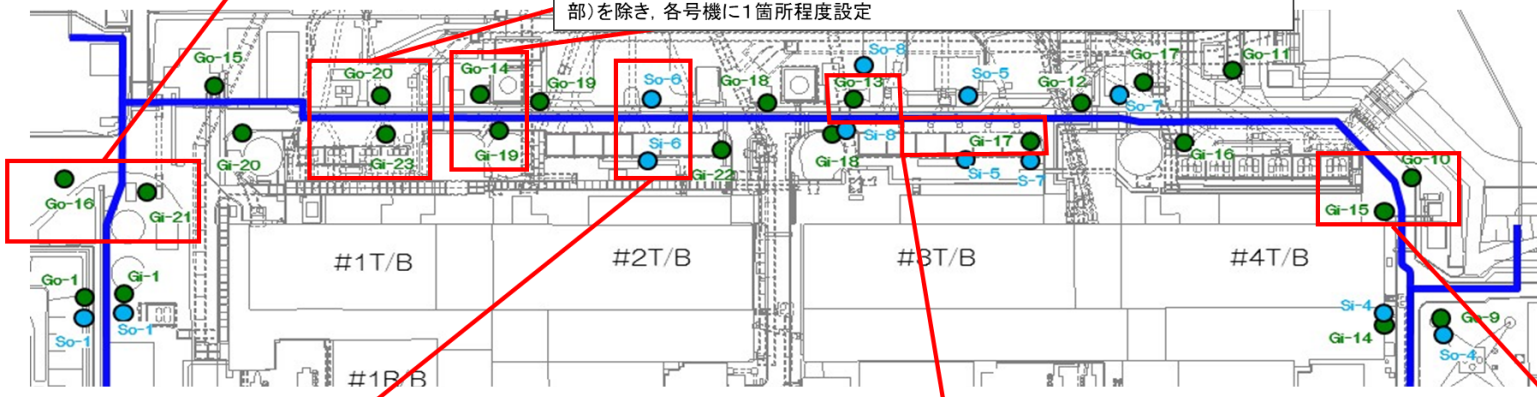 部)を除き，各号機に1箇所程度設定
So-8
Go-15
Go-20
Go-14
Go-19
So-6
Go-18
Go-13
So-5
Go-12
Go-17
Go-11
So-7
Gi-20
Gi-23
Gi-19
Si-6
Gi-22
Gi-18
Si-8
Gi-17
Si-5
S-7
Gi-16
Go-10
Go-16
Gi-21
Gi-15
#1T/B
#2T/B
#3T/B
#4T/B
Go-1
Gi-1
So-1
So-1
Si-4
Gi-14
Go-9
So-4
#1R/B